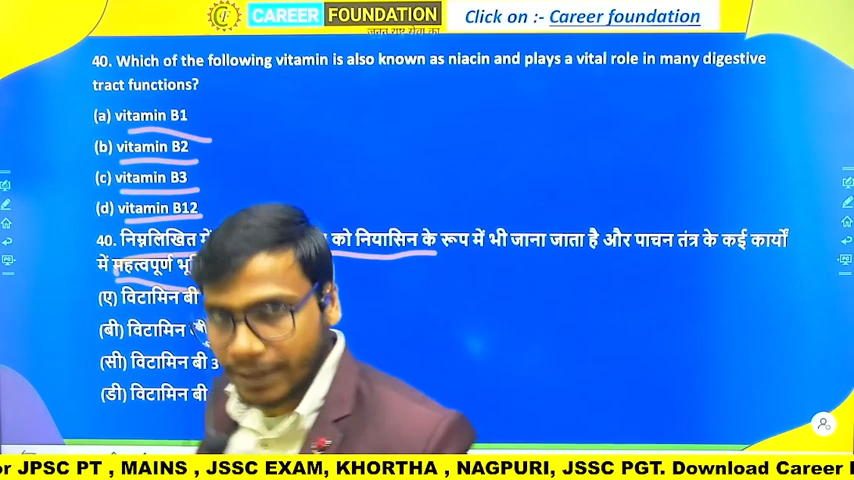 CAREER FOUNDATION
जनत राष्ट्र सेवा का
Click on :- Career foundation
40. Which of the following vitamin is also known as niacin and plays a vital role in many digestive
tract functions?
(a) vitamin B1
(b) vitamin B2
(c) vitamin B3
(d) vitamin B12
40. निम्नलिखित में को नियासिन के रूप में भी जाना जाता है और पाचन तंत्र के कई कार्यों
में महत्वपूर्ण
(ए) विटामिन बी
(बी) विटामिन
(सी) विटामिन बी 3
(डी) विटामिन बी
JPSC PT , MAINS , JSSC EXAM, KHORTHA , NAGPURI, JSSC PGT. Download Career